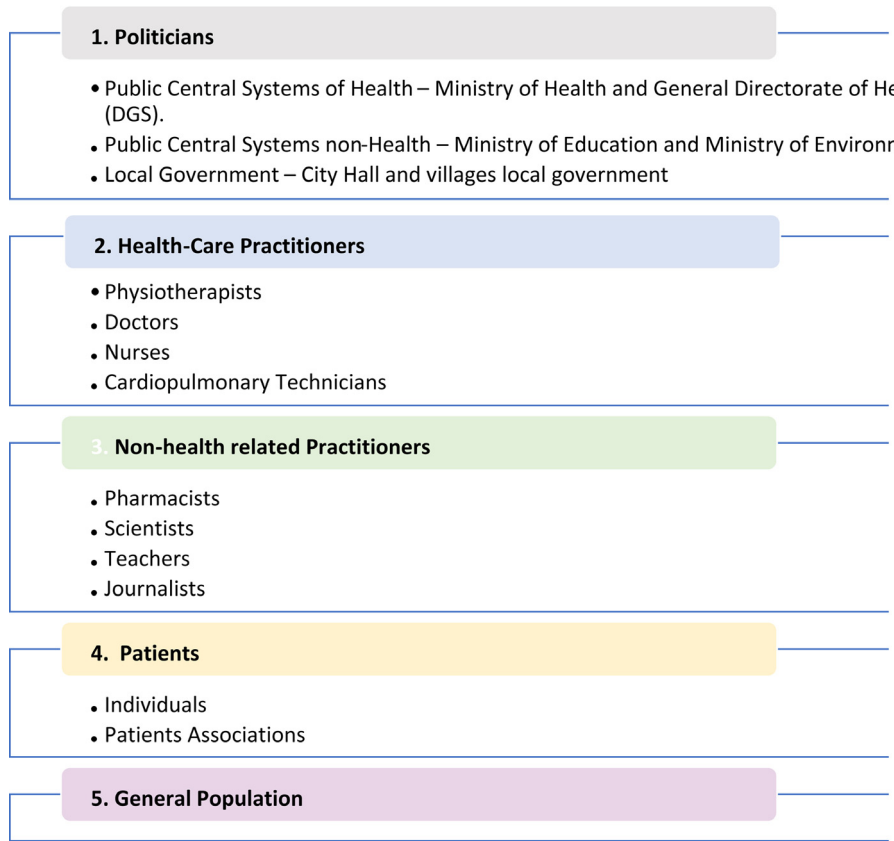 1. Politicians
• Public Central Systems of Health – Ministry of Health and General Directorate of He
(DGS).
• Public Central Systems non-Health – Ministry of Education and Ministry of Environ
• Local Government – City Hall and villages local government
2. Health-Care Practitioners
• Physiotherapists
• Doctors
• Nurses
• Cardiopulmonary Technicians
3. Non-health related Practitioners
• Pharmacists
• Scientists
• Teachers
• Journalists
4. Patients
• Individuals
• Patients Associations
5. General Population